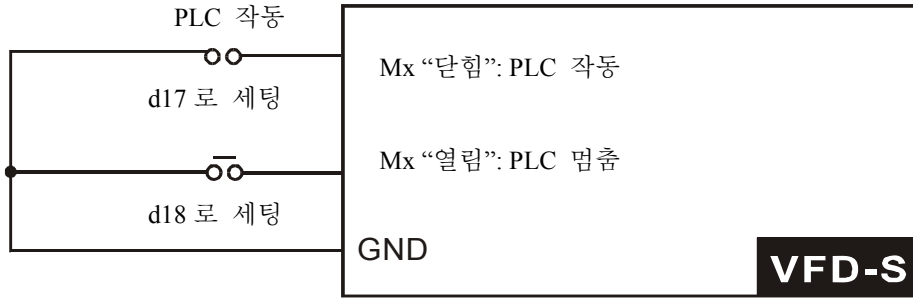 PLC 작동
Mx “닫힘”: PLC 작동
d17 로 세팅
Mx “열림”: PLC 멈춤
d18 로 세팅
GND
VFD-S